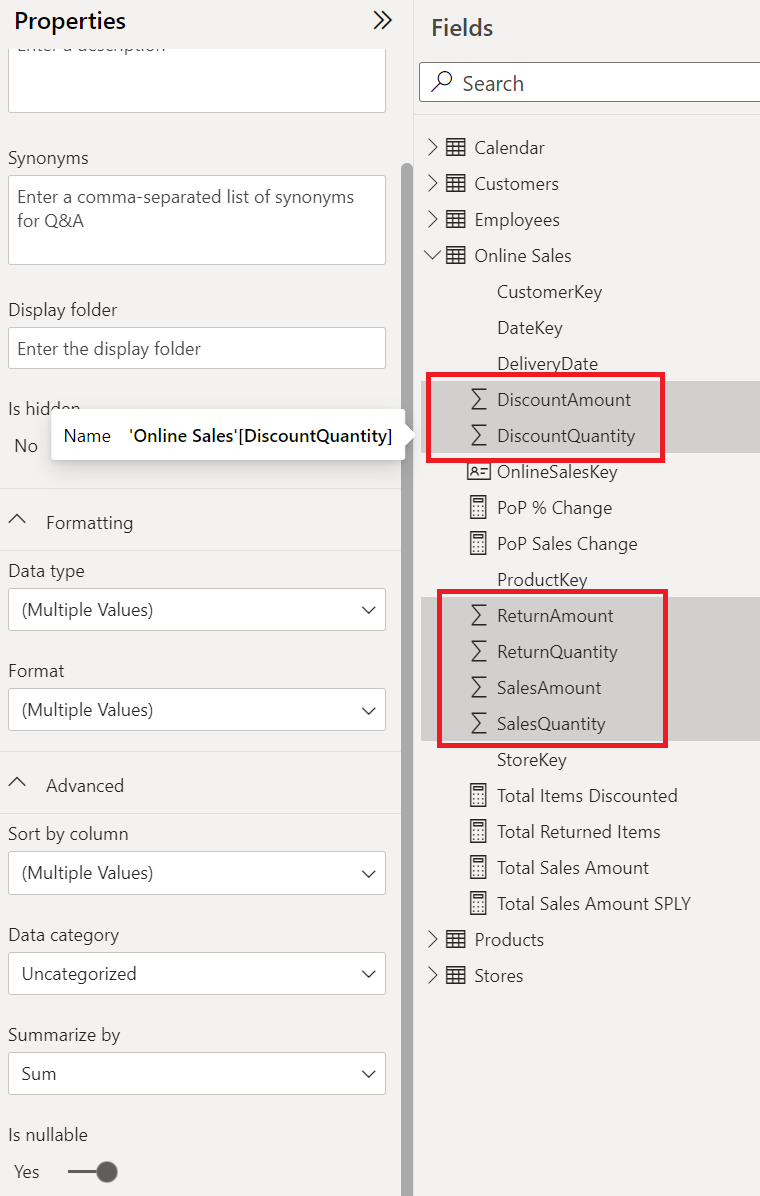 Properties
Enter a description
Synonyms
Enter a comma-separated list of synonyms
for Q&A
Display folder
Enter the display folder
Is hidden
No
Name 'Online Sales'[DiscountQuantity]
Formatting
Data type
(Multiple Values)
Format
(Multiple Values)
Advanced
Sort by column
(Multiple Values)
Data category
Uncategorized
Summarize by
Sum
Is nullable
Yes
Fields
Search
Calendar
Customers
Employees
Online Sales
CustomerKey
DateKey
DeliveryDate
DiscountAmount
DiscountQuantity
OnlineSalesKey
PoP % Change
PoP Sales Change
ProductKey
ReturnAmount
ReturnQuantity
SalesAmount
SalesQuantity
StoreKey
Total Items Discounted
Total Returned Items
Total Sales Amount
Total Sales Amount SPLY
Products
Stores